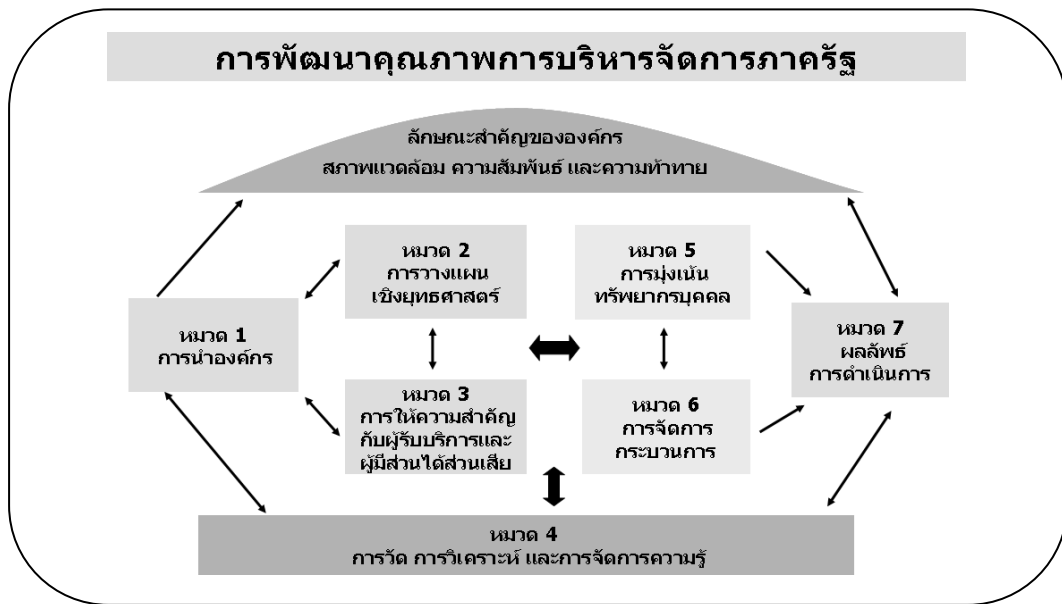 การพัฒนาคุณภาพการบริหารจัดการภาครัฐ
ลักษณะสำคัญขององค์กร
สภาพแวดล้อม ความสัมพันธ์ และความท้าทาย
หมวด 2
การวางแผน
เชิงยุทธศาสตร์
หมวด 5
การมุ่งเน้น
ทรัพยากรบุคคล
หมวด 1
การนำองค์กร
หมวด 7
ผลลัพธ์
การดำเนินการ
หมวด 3
การให้ความสำคัญ
กับผู้รับบริการและ
ผู้มีส่วนได้ส่วนเสีย
หมวด 6
การจัดการ
กระบวนการ
หมวด 4
การวัด การวิเคราะห์ และการจัดการความรู้